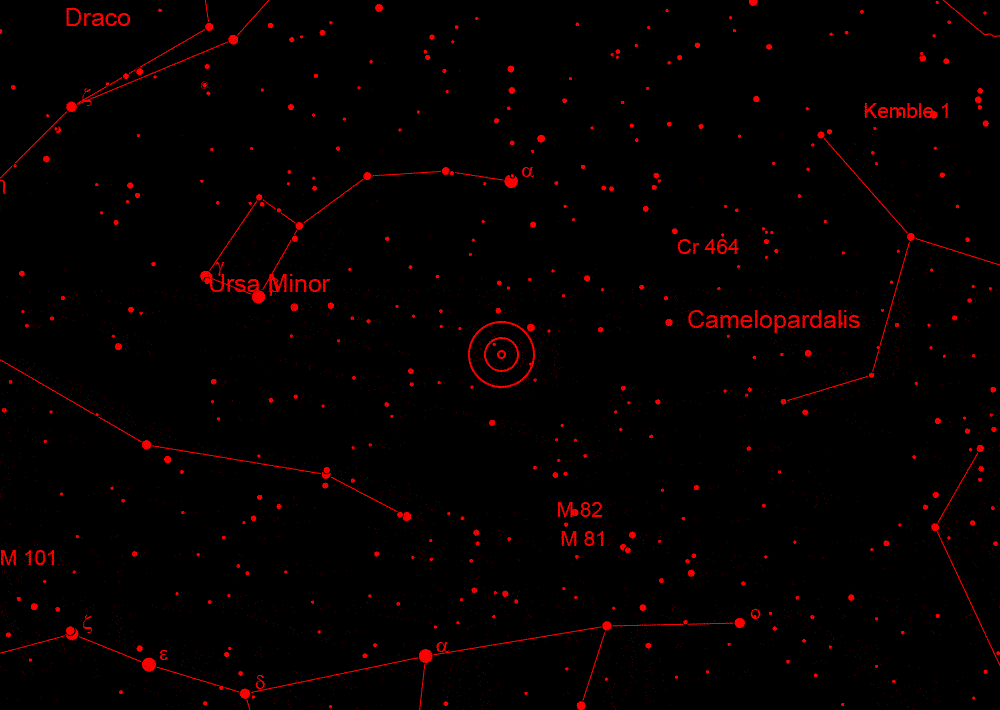 Draco
ζ
Kemble 1
α
Cr 464
γ
Ursa Minor
β
Camelopardalis
M 82
M 81
M 101
ζ
ο
α
ε
δ